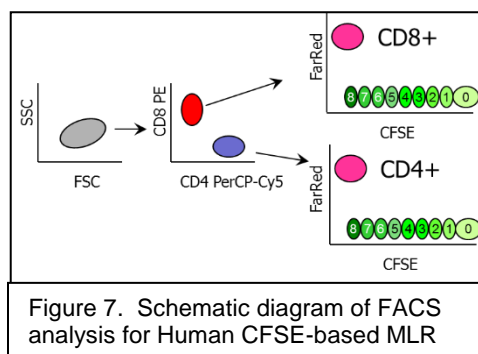 FarRed
CD8+
8 7 6 5 4 3 2 1 0
CFSE
SSC
FSC
CD8 PE
CD4 PerCP-Cy5
FarRed
CD4+
8 7 6 5 4 3 2 1 0
CFSE
Figure 7. Schematic diagram of FACS
analysis for Human CFSE-based MLR